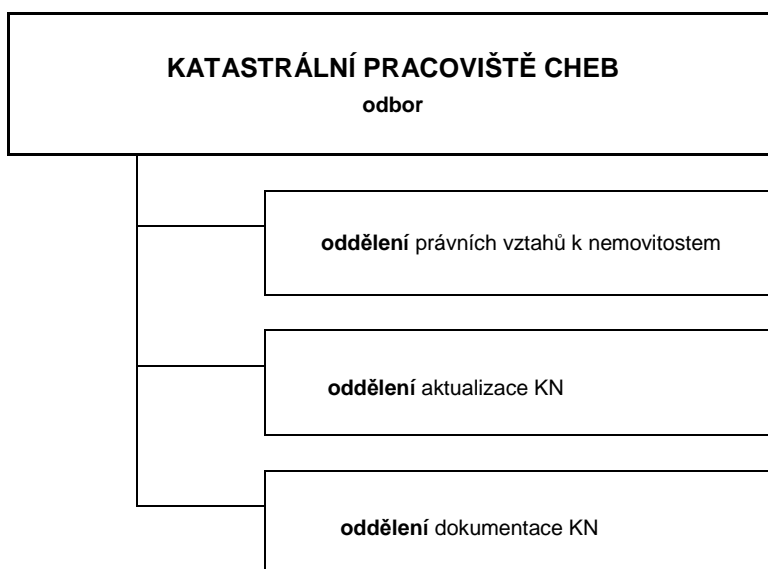 KATASTRÁLNÍ PRACOVIŠTĚ CHEB
odbor
oddělení právních vztahů k nemovitostem
oddělení aktualizace KN
oddělení dokumentace KN